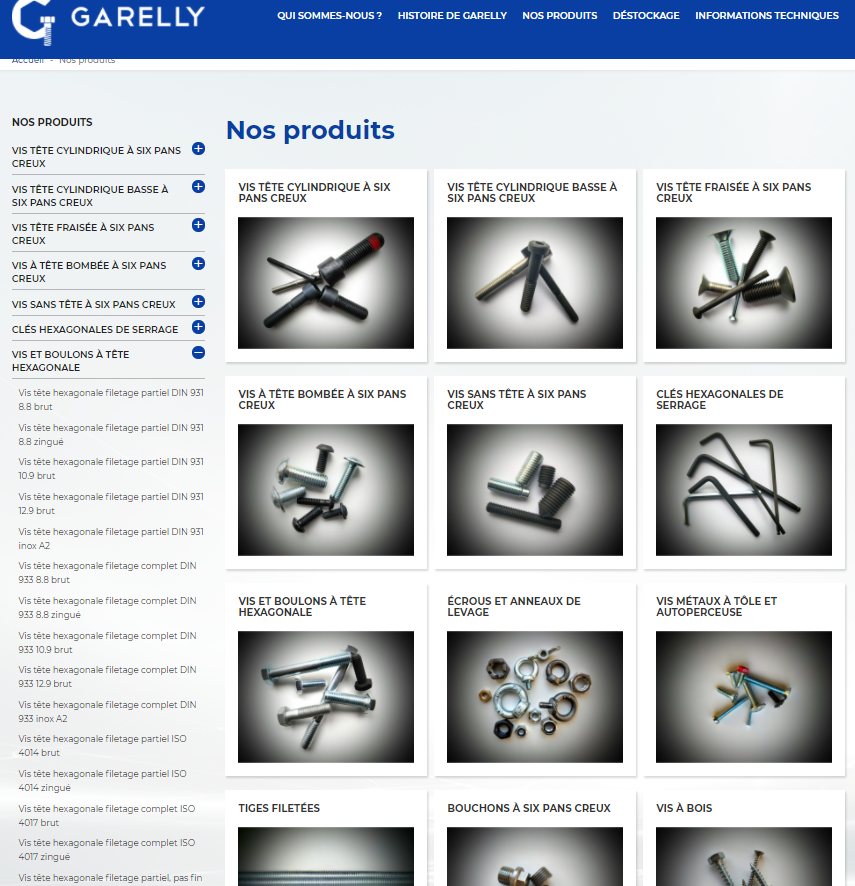 GARELLY
QUI SOMMES-NOUS ?
HISTOIRE DE GARELLY
NOS PRODUITS
DÉSTOCKAGE
INFORMATIONS TECHNIQUES
Accueil - Nos produits
NOS PRODUITS
VIS TÊTE CYLINDRIQUE À SIX PANS
CREUX
VIS TÊTE CYLINDRIQUE BASSE À
SIX PANS CREUX
VIS TÊTE FRAISÉE À SIX PANS
CREUX
VIS À TÊTE BOMBÉE À SIX PANS
CREUX
VIS SANS TÊTE À SIX PANS CREUX
CLÉS HEXAGONALES DE SERRAGE
VIS ET BOULONS À TÊTE
HEXAGONALE
Vis tête hexagonale filetage partiel DIN 931
8.8 brut
Vis tête hexagonale filetage partiel DIN 931
8.8 zingué
Vis tête hexagonale filetage partiel DIN 931
10.9 brut
Vis tête hexagonale filetage partiel DIN 931
12.9 brut
Vis tête hexagonale filetage partiel DIN 931
inox A2
Vis tête hexagonale filetage complet DIN
933 8.8 brut
Vis tête hexagonale filetage complet DIN
933 8.8 zingué
Vis tête hexagonale filetage complet DIN
933 10.9 brut
Vis tête hexagonale filetage complet DIN
933 12.9 brut
Vis tête hexagonale filetage complet DIN
933 inox A2
Vis tête hexagonale filetage partiel ISO
4014 brut
Vis tête hexagonale filetage partiel ISO
4014 zingué
Vis tête hexagonale filetage complet ISO
4017 brut
Vis tête hexagonale filetage complet ISO
4017 zingué
Vis tête hexagonale filetage partiel, pas fin
Nos produits
VIS TÊTE CYLINDRIQUE À SIX
PANS CREUX
VIS TÊTE CYLINDRIQUE BASSE À
SIX PANS CREUX
VIS TÊTE FRAISÉE À SIX PANS
CREUX
VIS À TÊTE BOMBÉE À SIX PANS
CREUX
VIS SANS TÊTE À SIX PANS
CREUX
CLÉS HEXAGONALES DE
SERRAGE
VIS ET BOULONS À TÊTE
HEXAGONALE
ÉCROUS ET ANNEAUX DE
LEVAGE
VIS MÉTAUX À TÔLE ET
AUTOPERCEUSE
TIGES FILETÉES
BOUCHONS À SIX PANS CREUX
VIS À BOIS